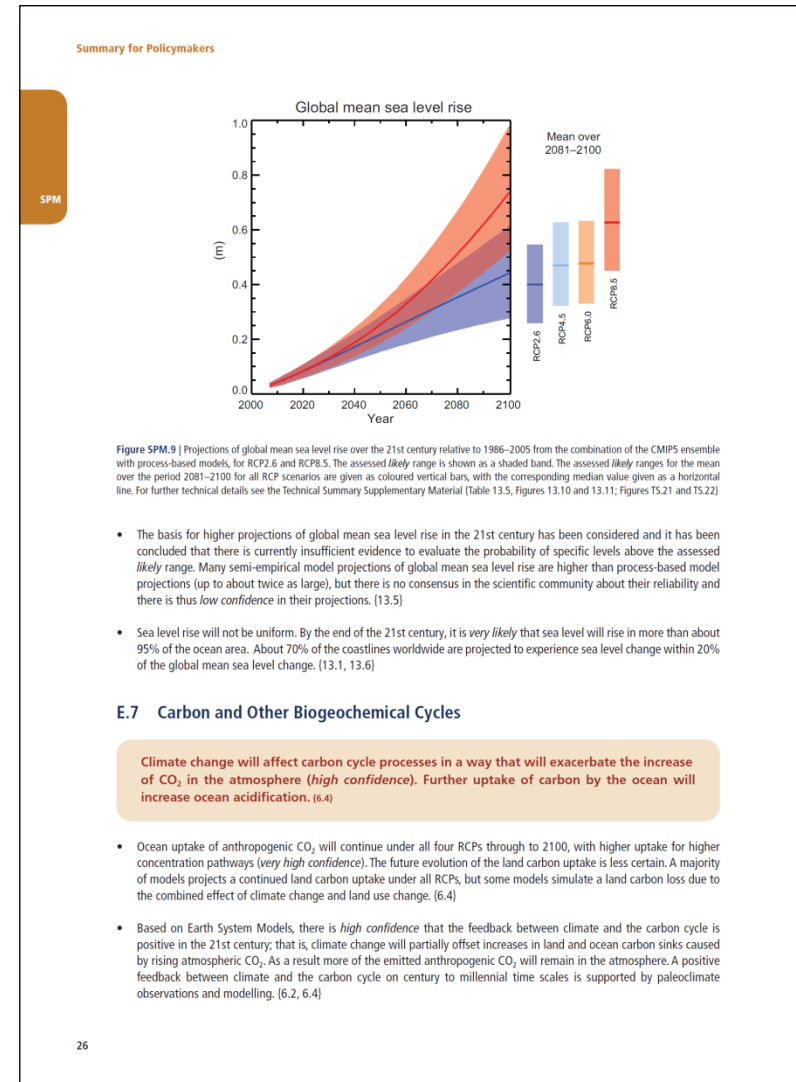 Summary for Policymakers
SPM
Global mean sea level rise
1.0
0.8
0.6
0.4
0.2
0.0
(m)
2000 2020 2040 2060 2080 2100
Year
Mean over
2081–2100
RCP2.6
RCP4.5
RCP6.0
RCP8.5
Figure SPM.9 | Projections of global mean sea level rise over the 21st century relative to 1986–2005 from the combination of the CMIP5 ensemble
with process-based models, for RCP2.6 and RCP8.5. The assessed likely range is shown as a shaded band. The assessed likely ranges for the mean
over the period 2081–2100 for all RCP scenarios are given as coloured vertical bars, with the corresponding median value given as a horizontal
line. For further technical details see the Technical Summary Supplementary Material {Table 13.5, Figures 13.10 and 13.11; Figures TS.21 and TS.22}
• The basis for higher projections of global mean sea level rise in the 21st century has been considered and it has been
concluded that there is currently insufficient evidence to evaluate the probability of specific levels above the assessed
likely range. Many semi-empirical model projections of global mean sea level rise are higher than process-based model
projections (up to about twice as large), but there is no consensus in the scientific community about their reliability and
there is thus low confidence in their projections. {13.5}
• Sea level rise will not be uniform. By the end of the 21st century, it is very likely that sea level will rise in more than about
95% of the ocean area. About 70% of the coastlines worldwide are projected to experience sea level change within 20%
of the global mean sea level change. {13.1, 13.6}
E.7 Carbon and Other Biogeochemical Cycles
Climate change will affect carbon cycle processes in a way that will exacerbate the increase
of CO₂ in the atmosphere (high confidence). Further uptake of carbon by the ocean will
increase ocean acidification. {6.4}
• Ocean uptake of anthropogenic CO₂ will continue under all four RCPs through to 2100, with higher uptake for higher
concentration pathways (very high confidence). The future evolution of the land carbon uptake is less certain. A majority
of models projects a continued land carbon uptake under all RCPs, but some models simulate a land carbon loss due to
the combined effect of climate change and land use change. {6.4}
• Based on Earth System Models, there is high confidence that the feedback between climate and the carbon cycle is
positive in the 21st century; that is, climate change will partially offset increases in land and ocean carbon sinks caused
by rising atmospheric CO₂. As a result more of the emitted anthropogenic CO₂ will remain in the atmosphere. A positive
feedback between climate and the carbon cycle on century to millennial time scales is supported by paleoclimate
observations and modelling. {6.2, 6.4}
26